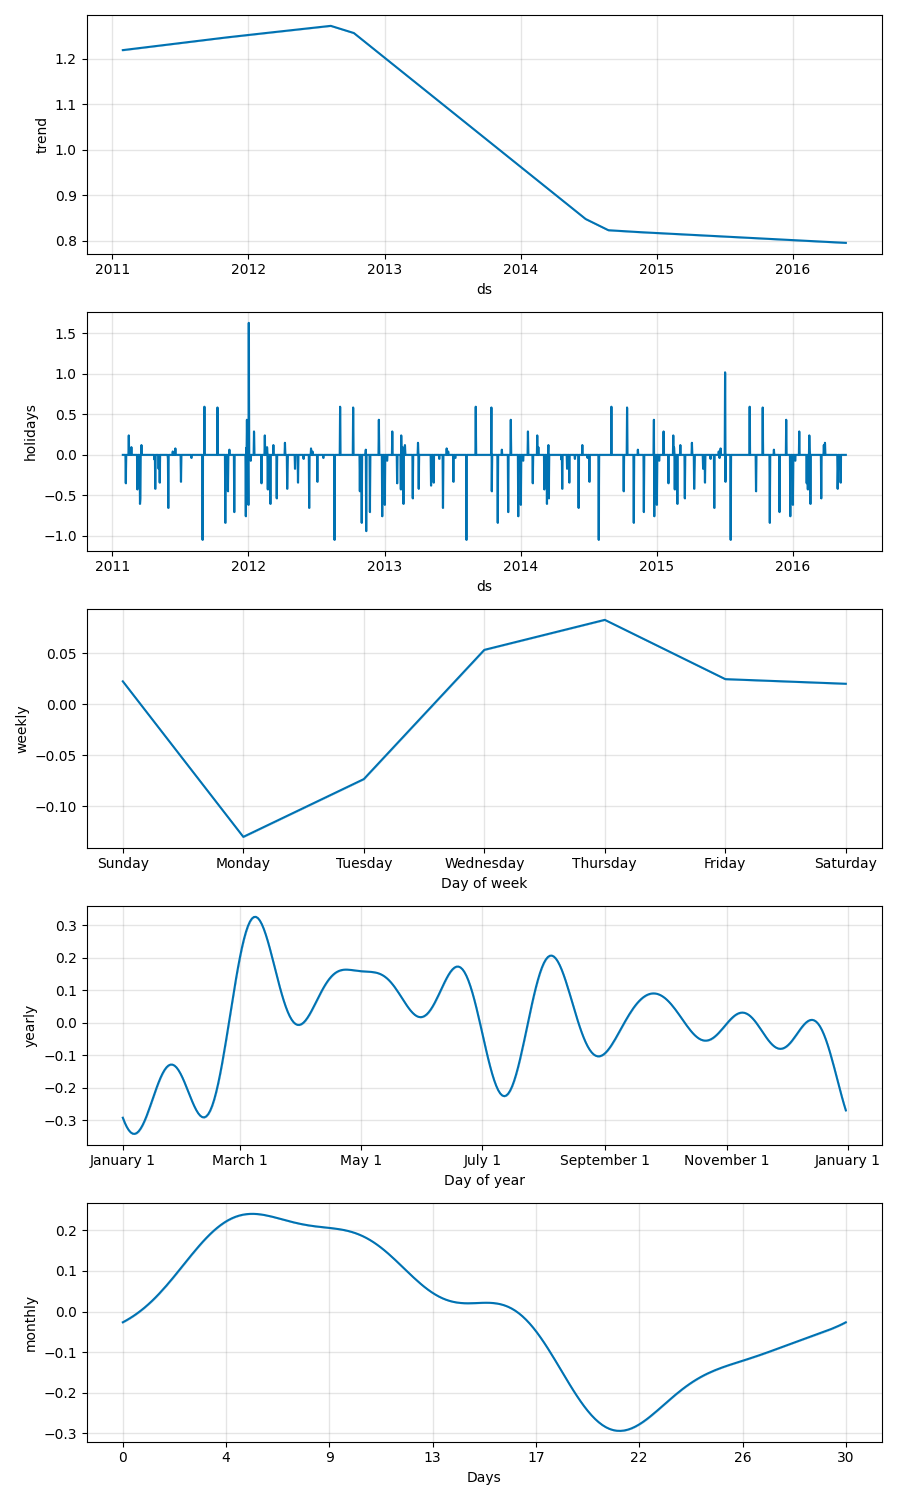 1.2
1.1
1.0
0.9
0.8
trend
2011 2012 2013 2014 2015 2016
ds
1.5
1.0
0.5
0.0
−0.5
−1.0
holidays
2011 2012 2013 2014 2015 2016
ds
0.05
0.00
−0.05
−0.10
weekly
Sunday Monday Tuesday Wednesday Thursday Friday Saturday
Day of week
0.3
0.2
0.1
0.0
−0.1
−0.2
−0.3
yearly
January 1 March 1 May 1 July 1 September 1 November 1 January 1
Day of year
0.2
0.1
0.0
−0.1
−0.2
−0.3
monthly
0 4 9 13 17 22 26 30
Days